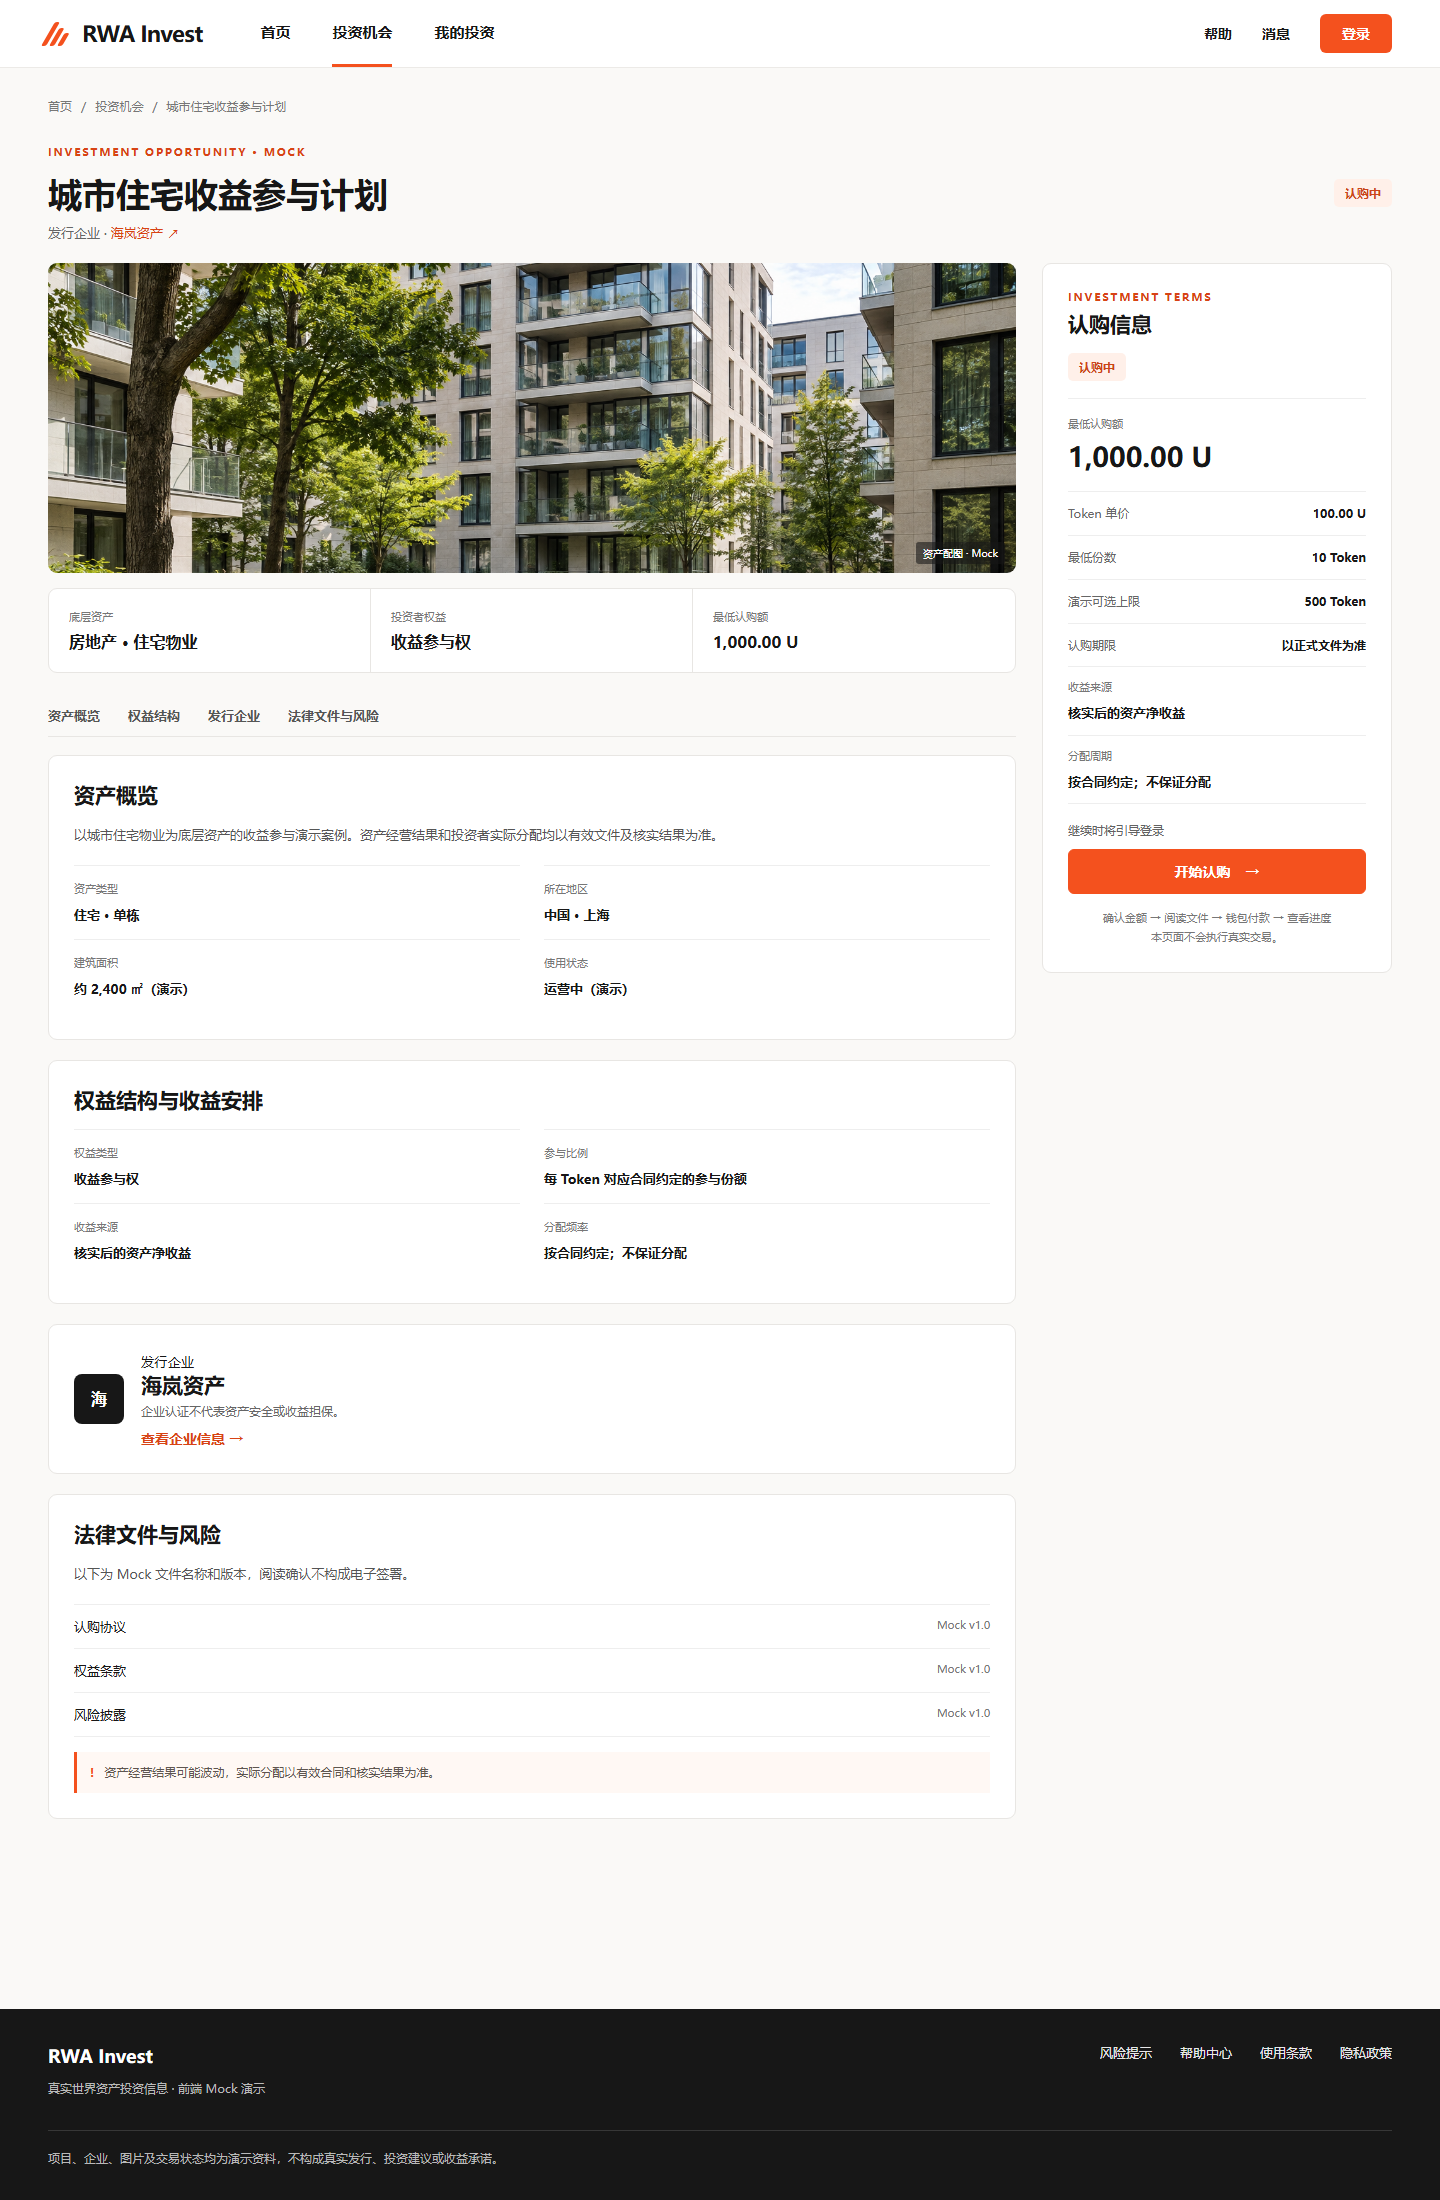 RWA Invest
首页
投资机会
我的投资
帮助
消息
登录
首页 / 投资机会 / 城市住宅收益参与计划
INVESTMENT OPPORTUNITY • MOCK
城市住宅收益参与计划
认购中
发行企业 · 海岚资产 ↗
资产配图 · Mock
底层资产
房地产 • 住宅物业
投资者权益
收益参与权
最低认购额
1,000.00 U
资产概览
权益结构
发行企业
法律文件与风险
资产概览
以城市住宅物业为底层资产的收益参与演示案例。资产经营结果和投资者实际分配均以有效文件及核实结果为准。
资产类型
住宅 • 单栋
所在地区
中国 • 上海
建筑面积
约 2,400 ㎡（演示）
使用状态
运营中（演示）
权益结构与收益安排
权益类型
收益参与权
参与比例
每 Token 对应合同约定的参与份额
收益来源
核实后的资产净收益
分配频率
按合同约定；不保证分配
海
发行企业
海岚资产
企业认证不代表资产安全或收益担保。
查看企业信息 →
法律文件与风险
以下为 Mock 文件名称和版本，阅读确认不构成电子签署。
认购协议
Mock v1.0
权益条款
Mock v1.0
风险披露
Mock v1.0
! 资产经营结果可能波动，实际分配以有效合同和核实结果为准。
INVESTMENT TERMS
认购信息
认购中
最低认购额
1,000.00 U
Token 单价
100.00 U
最低份数
10 Token
演示可选上限
500 Token
认购期限
以正式文件为准
收益来源
核实后的资产净收益
分配周期
按合同约定；不保证分配
继续时将引导登录
开始认购 →
确认金额 → 阅读文件 → 钱包付款 → 查看进度
本页面不会执行真实交易。
RWA Invest
真实世界资产投资信息 · 前端 Mock 演示
风险提示
帮助中心
使用条款
隐私政策
项目、企业、图片及交易状态均为演示资料，不构成真实发行、投资建议或收益承诺。